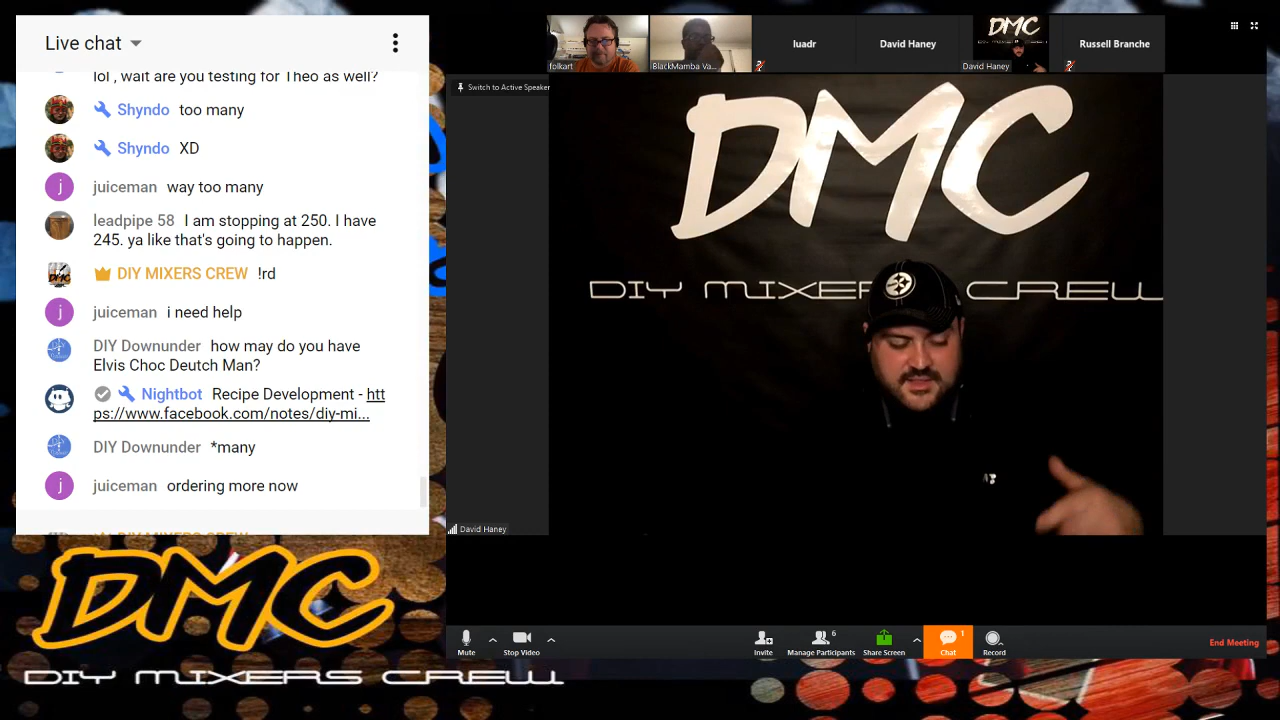 Live chat
lol , wait are you testing for Theo as well?
Shyndo too many
Shyndo XD
juiceman way too many
leadpipe 58 I am stopping at 250. I have
245. ya like that's going to happen.
DIY MIXERS CREW !rd
juiceman i need help
DIY Downunder how may do you have
Elvis Choc Deutch Man?
Nightbot Recipe Development - htt
ps://www.facebook.com/notes/diy-mi...
DIY Downunder *many
juiceman ordering more now
DIY MIXERS CREW
DMC
DIY MIXERS CREW
folkart
BlackMamba Va...
luadr
David Haney
DMC
David Haney
Russell Branche
Switch to Active Speaker
DMC
DIY MIXERS CREW
David Haney
Mute
Stop Video
Invite
6
Manage Participants
Share Screen
1
Chat
Record
End Meeting